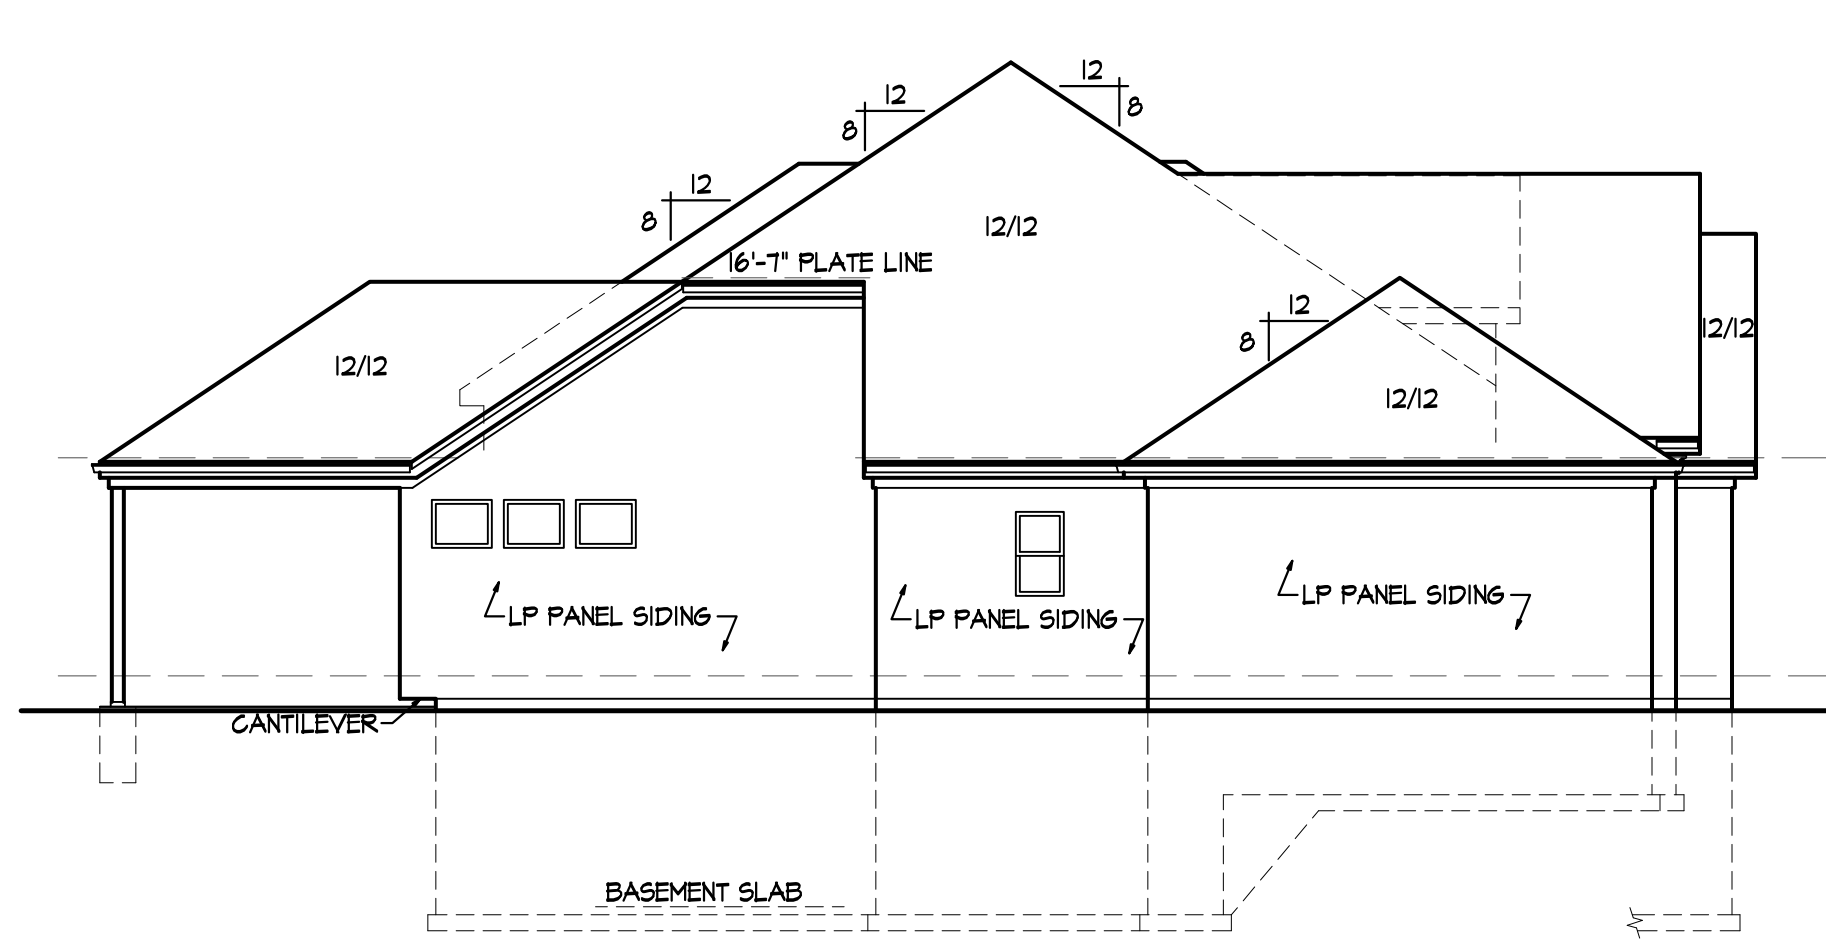 12
8
12
8
12
8
12/12
16'-7" PLATE LINE
12
8
12/12
12/12
12/12
LP PANEL SIDING
LP PANEL SIDING
LP PANEL SIDING
CANTILEVER
BASEMENT SLAB